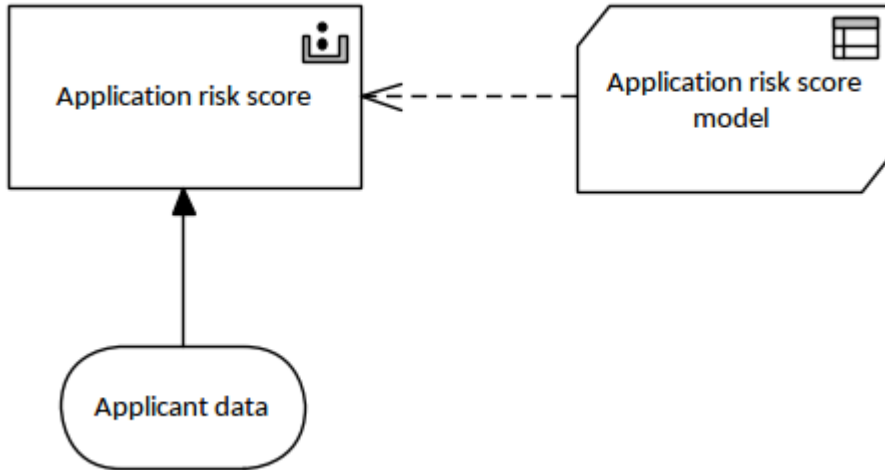 Application risk score
Application risk score
model
Applicant data